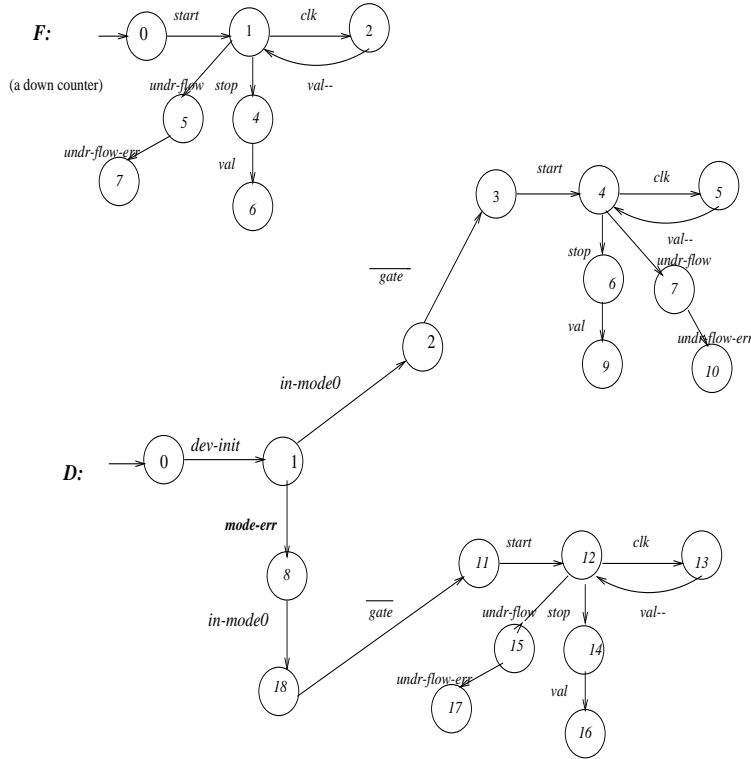 F:
(a down counter)
0
start
1
clk
2
val--
undr-flow
stop
5
4
undr-flow-err
val
7
6
3
start
4
clk
5
val--
stop
undr-flow
6
7
val
undr-flow-err
9
10
gate
2
in-mode0
D:
0
dev-init
1
mode-err
8
in-mode0
18
gate
11
start
12
clk
13
val--
undr-flow
stop
15
14
undr-flow-err
val
17
16